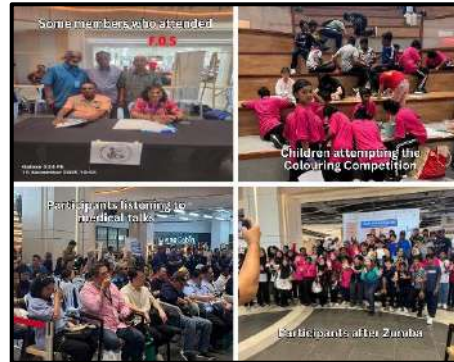 Some members who attended
F.O.S
Children attempting the
Colouring Competition
Participants listening to
medical talks
Participants after Zumba